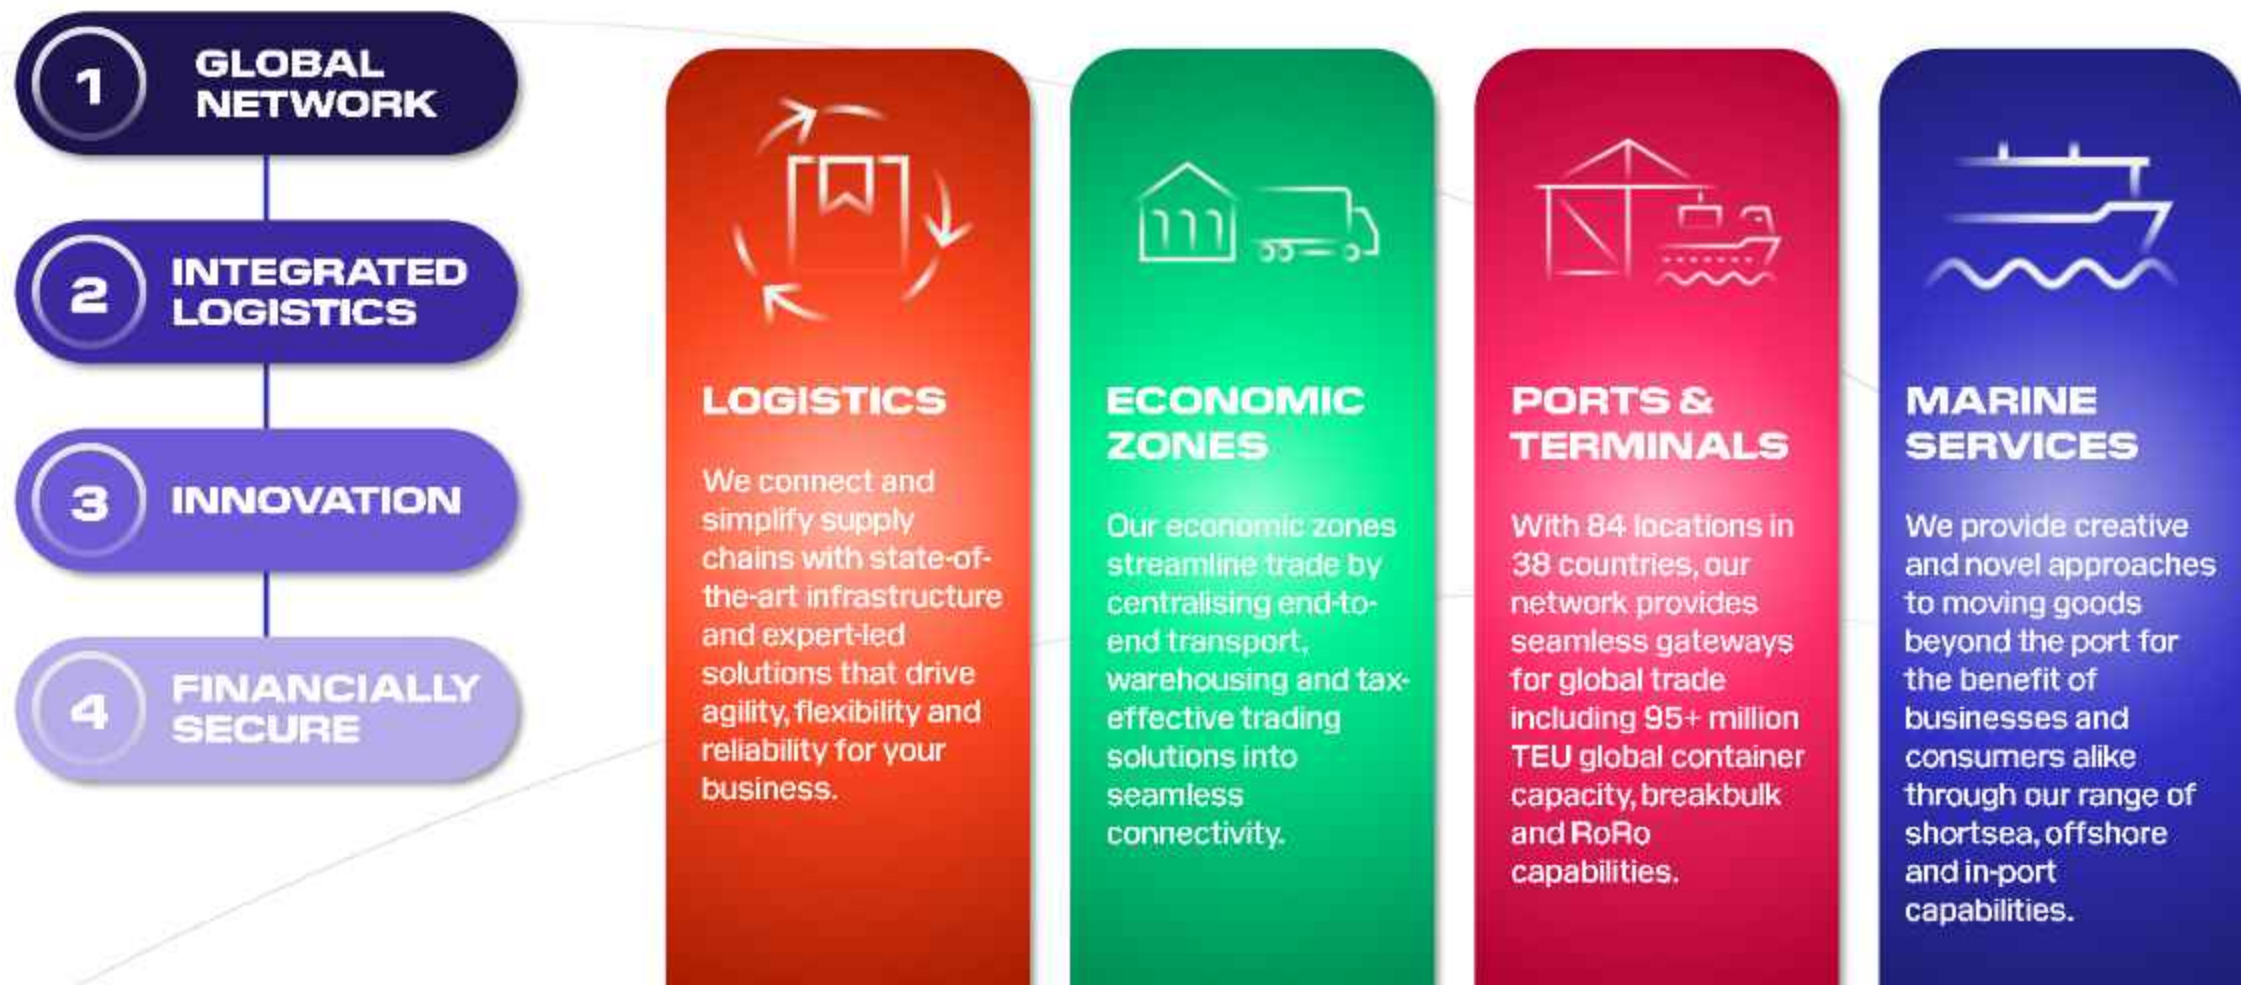 1
GLOBAL
NETWORK
2
INTEGRATED
LOGISTICS
3
INNOVATION
4
FINANCIALLY
SECURE
LOGISTICS
We connect and
simplify supply
chains with state-of-
the-art infrastructure
and expert-led
solutions that drive
agility, flexibility and
reliability for your
business.
ECONOMIC
ZONES
Our economic zones
streamline trade by
centralising end-to-
end transport,
warehousing and tax-
effective trading
solutions into
seamless
connectivity.
PORTS &
TERMINALS
With 84 locations in
38 countries, our
network provides
seamless gateways
for global trade
including 95+ million
TEU global container
capacity, breakbulk
and RoRo
capabilities.
MARINE
SERVICES
We provide creative
and novel approaches
to moving goods
beyond the port for
the benefit of
businesses and
consumers alike
through our range of
shortsea, offshore
and in-port
capabilities.